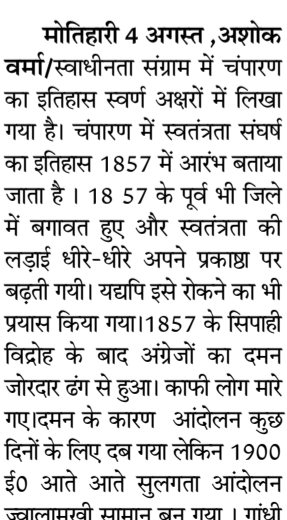 मोतिहारी 4 अगस्त ,अशोक
वर्मा/स्वाधीनता संग्राम में चंपारण
का इतिहास स्वर्ण अक्षरों में लिखा
गया है। चंपारण में स्वतंत्रता संघर्ष
का इतिहास 1857 में आरंभ बताया
जाता है । 18 57 के पूर्व भी जिले
में बगावत हुए और स्वतंत्रता की
लड़ाई धीरे-धीरे अपने प्रकाष्ठा पर
बढ़ती गयी। यद्यपि इसे रोकने का भी
प्रयास किया गया।1857 के सिपाही
विद्रोह के बाद अंग्रेजों का दमन
जोरदार ढंग से हुआ। काफी लोग मारे
गए।दमन के कारण आंदोलन कुछ
दिनों के लिए दब गया लेकिन 1900
ई0 आते आते सुलगता आंदोलन
ज्वालामुखी सामान बन गया । गांधी